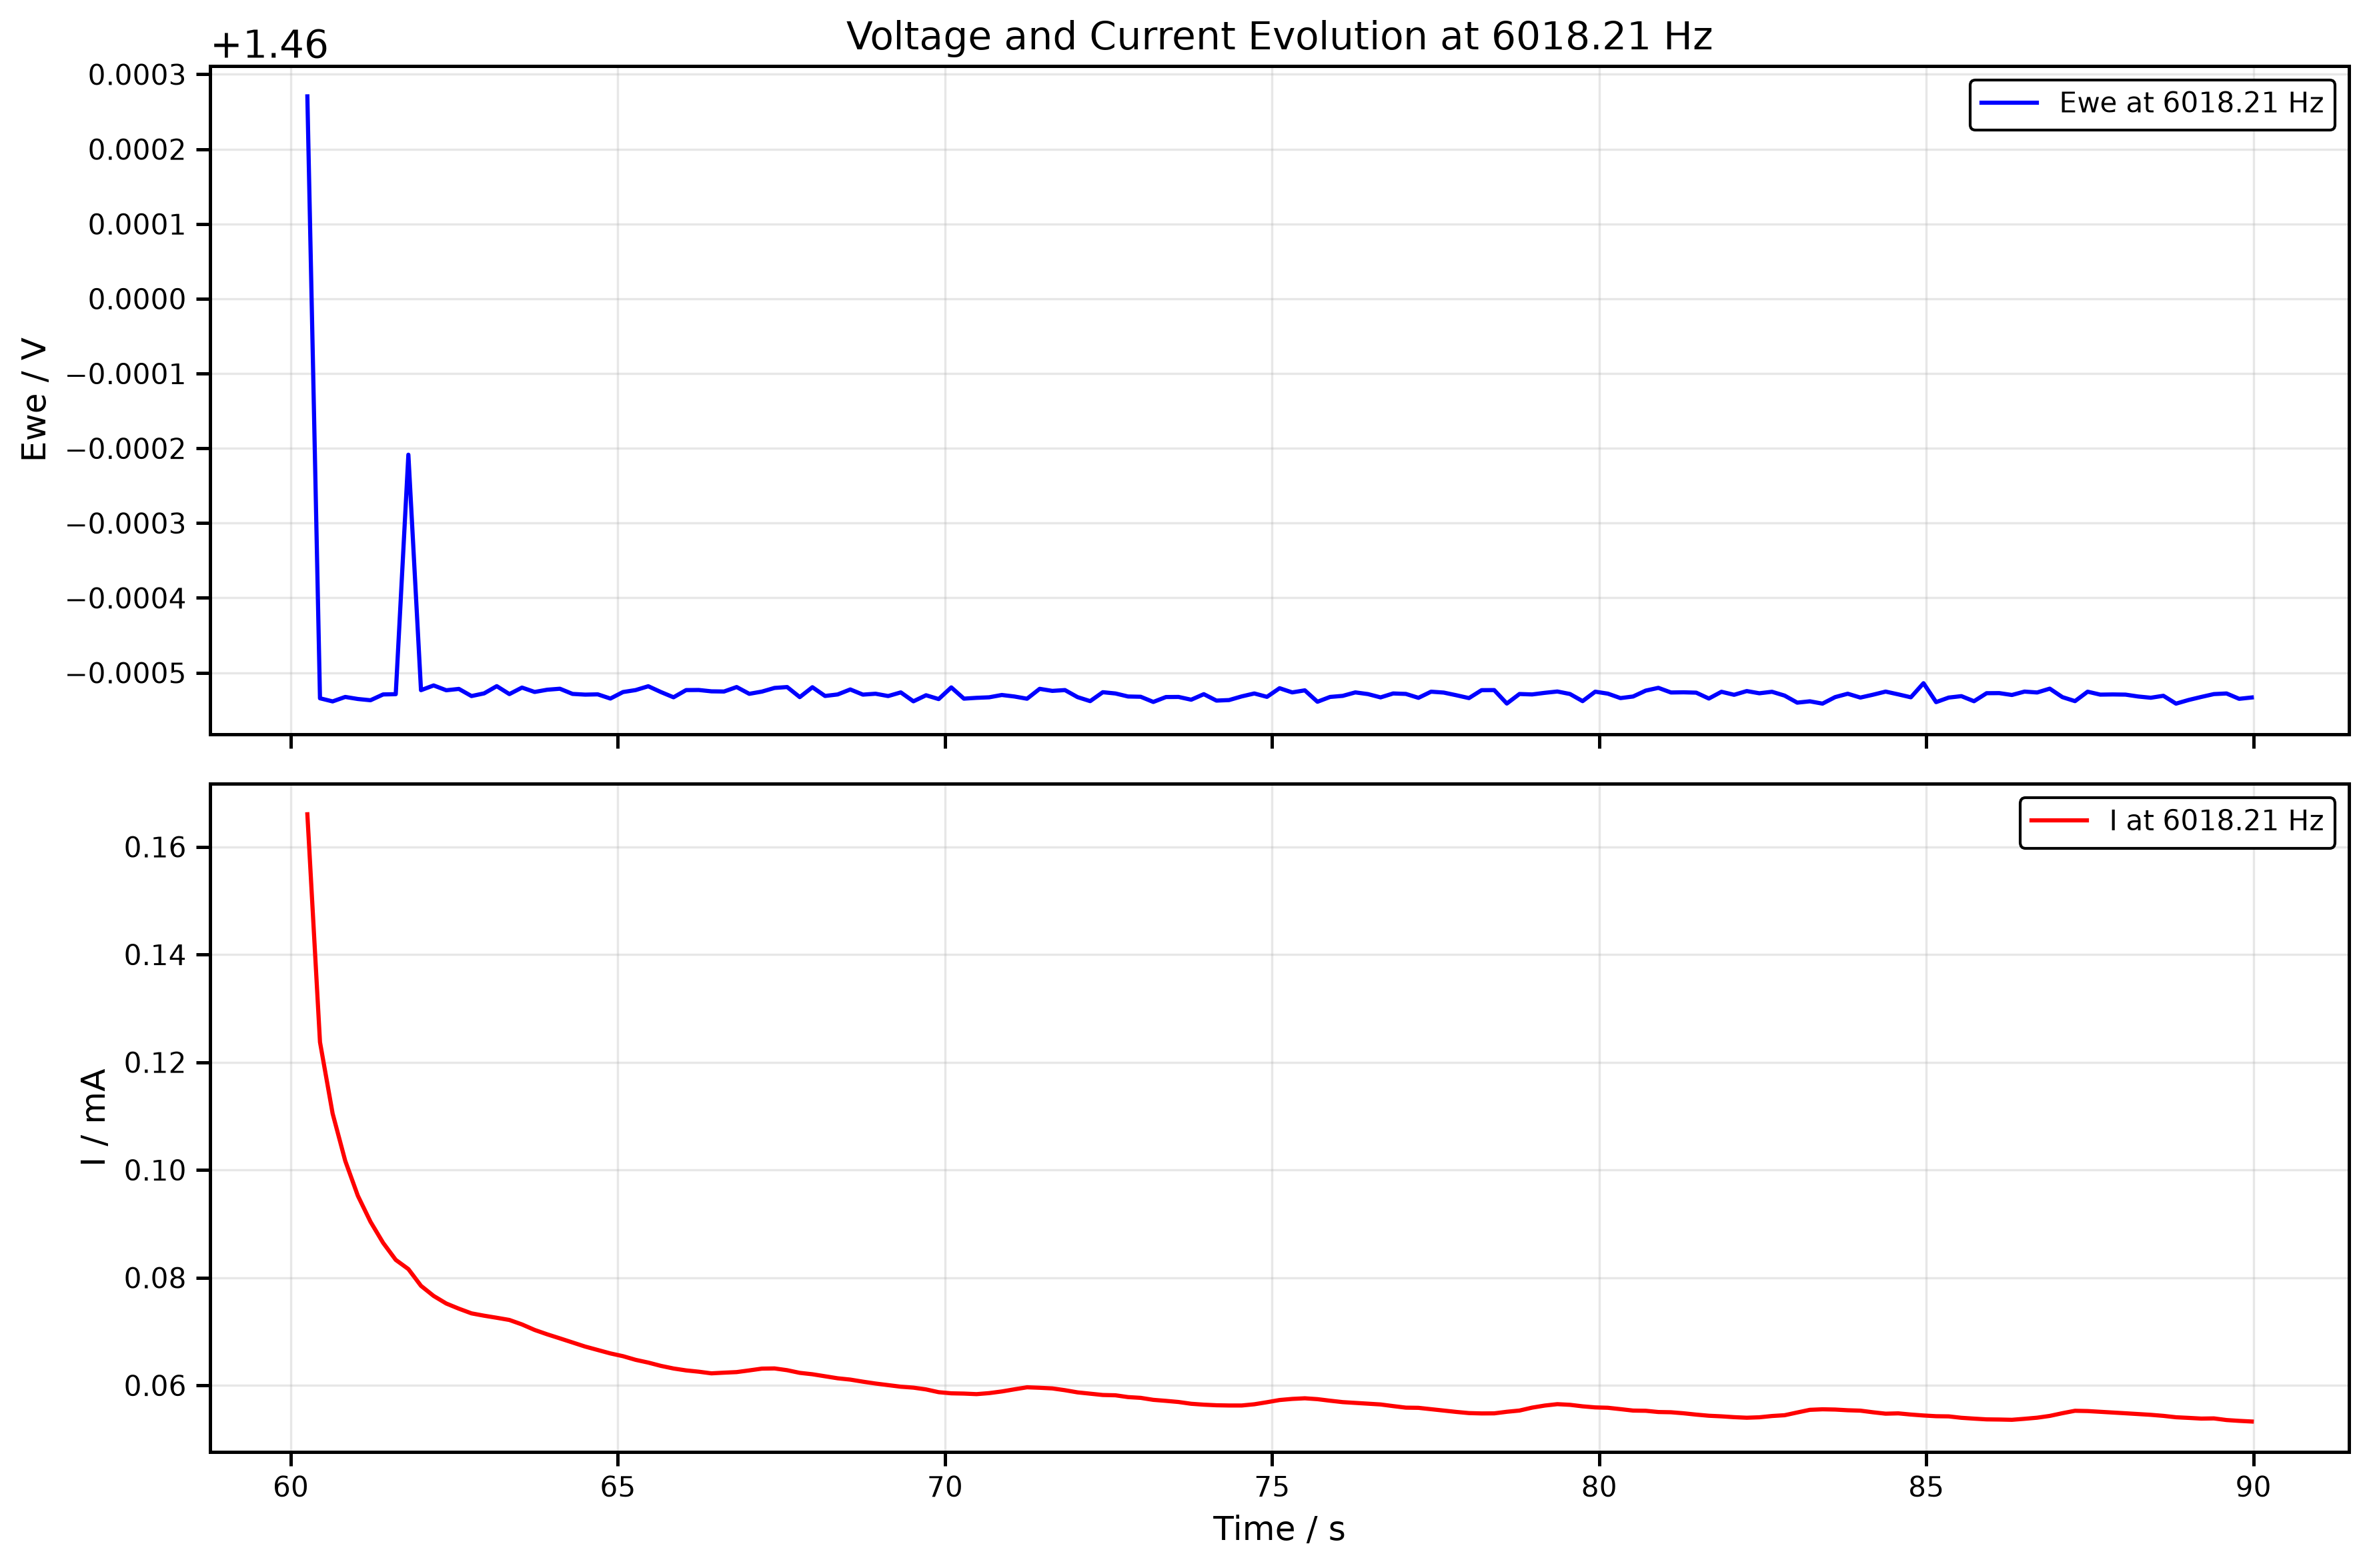 Voltage and Current Evolution at 6018.21 Hz
+1.46
0.0003
0.0002
0.0001
0.0000
−0.0001
−0.0002
−0.0003
−0.0004
−0.0005
Ewe / V
Ewe at 6018.21 Hz
0.16
0.14
0.12
0.10
0.08
0.06
I / mA
I at 6018.21 Hz
60 65 70 75 80 85 90
Time / s